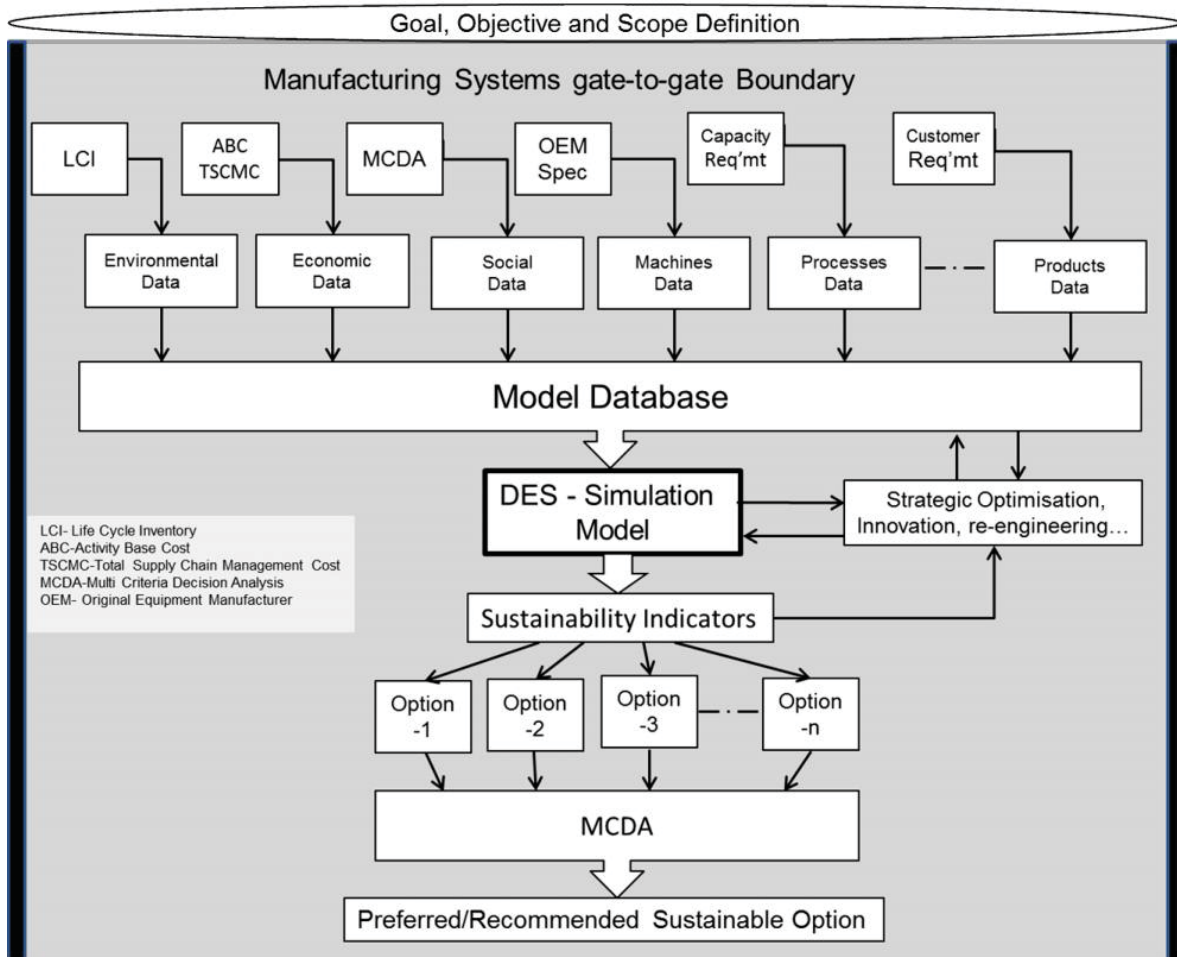 Goal, Objective and Scope Definition
Manufacturing Systems gate-to-gate Boundary
LCI
ABC
TSCMC
MCDA
OEM
Spec
Capacity
Req'mt
Customer
Req'mt
Environmental
Data
Economic
Data
Social
Data
Machines
Data
Processes
Data
Products
Data
Model Database
DES - Simulation
Model
Strategic Optimisation,
Innovation, re-engineering…
LCI- Life Cycle Inventory
ABC-Activity Base Cost
TSCMC-Total Supply Chain Management Cost
MCDA-Multi Criteria Decision Analysis
OEM- Original Equipment Manufacturer
Sustainability Indicators
Option
-1
Option
-2
Option
-3
Option
-n
MCDA
Preferred/Recommended Sustainable Option